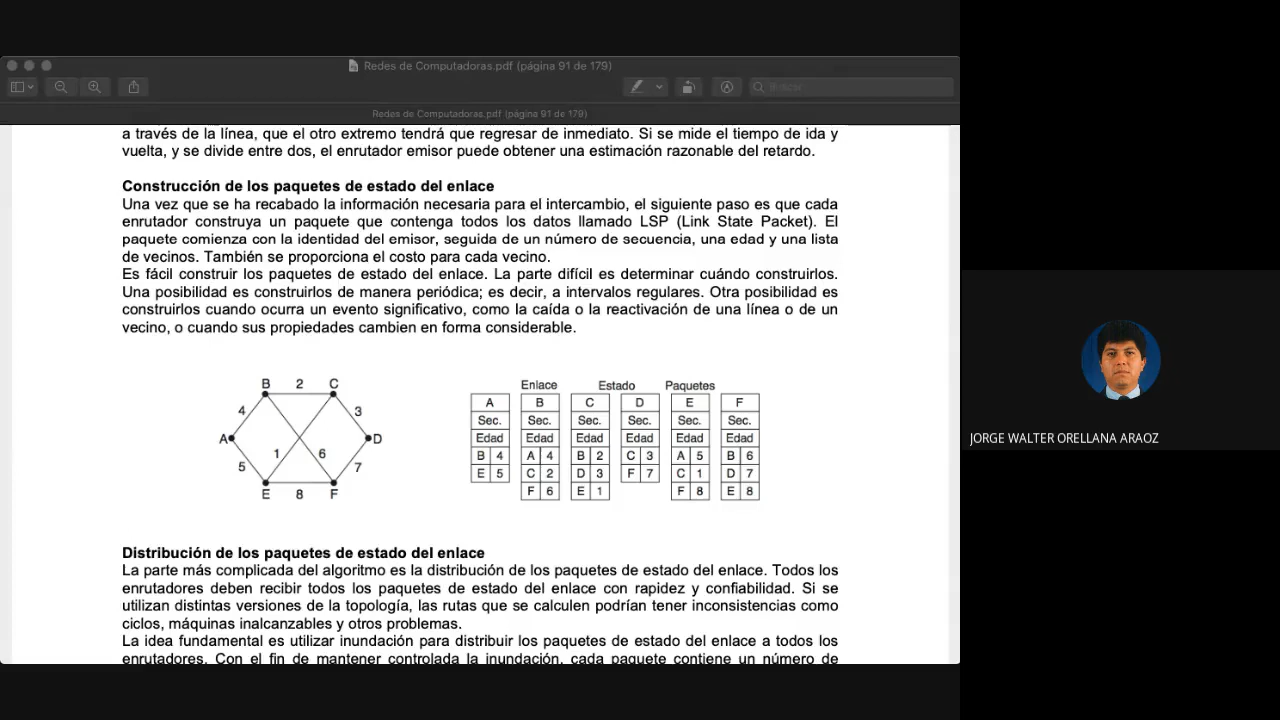 Redes de Computadoras.pdf (página 91 de 179)
Buscar
Redes de Computadoras.pdf (página 91 de 179)
a través de la línea, que el otro extremo tendrá que regresar de inmediato. Si se mide el tiempo de ida y
vuelta, y se divide entre dos, el enrutador emisor puede obtener una estimación razonable del retardo.
Construcción de los paquetes de estado del enlace
Una vez que se ha recabado la información necesaria para el intercambio, el siguiente paso es que cada
enrutador construya un paquete que contenga todos los datos llamado LSP (Link State Packet). El
paquete comienza con la identidad del emisor, seguida de un número de secuencia, una edad y una lista
de vecinos. También se proporciona el costo para cada vecino.
Es fácil construir los paquetes de estado del enlace. La parte difícil es determinar cuándo construirlos.
Una posibilidad es construirlos de manera periódica; es decir, a intervalos regulares. Otra posibilidad es
construirlos cuando ocurra un evento significativo, como la caída o la reactivación de una línea o de un
vecino, o cuando sus propiedades cambien en forma considerable.
B 2 C
4 3
A D
1 6
5 7
E 8 F
Enlace Estado Paquetes
A B C D E F
Sec. Sec. Sec. Sec. Sec. Sec.
Edad Edad Edad Edad Edad Edad
B 4 A 4 B 2 C 3 A 5 B 6
E 5 C 2 D 3 F 7 C 1 D 7
F 6 E 1 F 8 E 8
Distribución de los paquetes de estado del enlace
La parte más complicada del algoritmo es la distribución de los paquetes de estado del enlace. Todos los
enrutadores deben recibir todos los paquetes de estado del enlace con rapidez y confiabilidad. Si se
utilizan distintas versiones de la topología, las rutas que se calculen podrían tener inconsistencias como
ciclos, máquinas inalcanzables y otros problemas.
La idea fundamental es utilizar inundación para distribuir los paquetes de estado del enlace a todos los
enrutadores. Con el fin de mantener controlada la inundación, cada paquete contiene un número de
JORGE WALTER ORELLANA ARAOZ